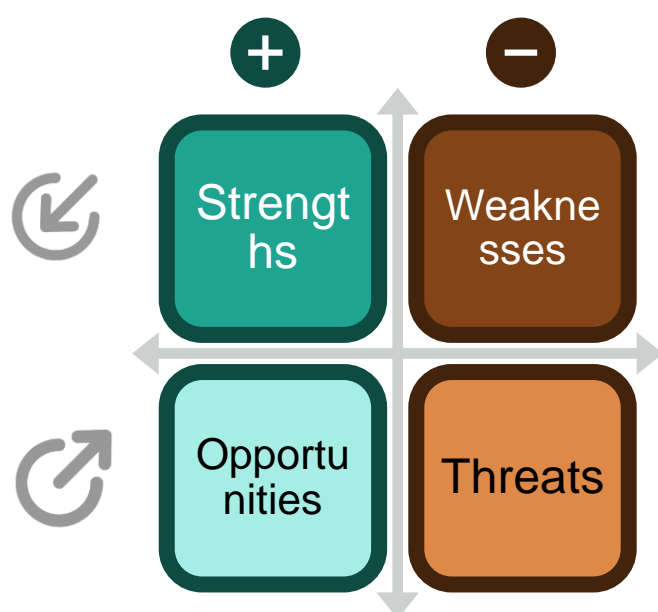 +
−
Strengt
hs
Weakne
sses
Opportu
nities
Threats